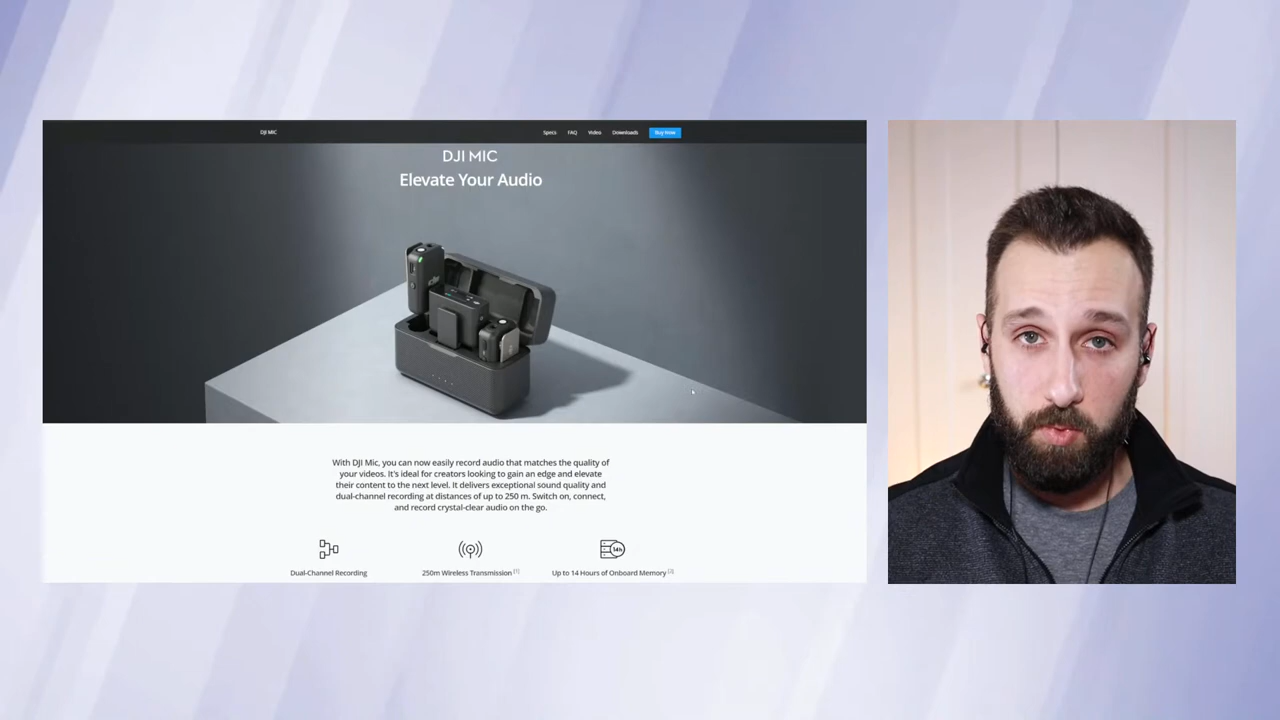 DJI MIC
Specs FAQ Video Downloads Buy Now
DJI MIC
Elevate Your Audio
With DJI Mic, you can now easily record audio that matches the quality of
your videos. It's ideal for creators looking to gain an edge and elevate
their content to the next level. It delivers exceptional sound quality and
dual-channel recording at distances of up to 250 m. Switch on, connect,
and record crystal-clear audio on the go.
14h
Dual-Channel Recording
250m Wireless Transmission [1]
Up to 14 Hours of Onboard Memory [2]